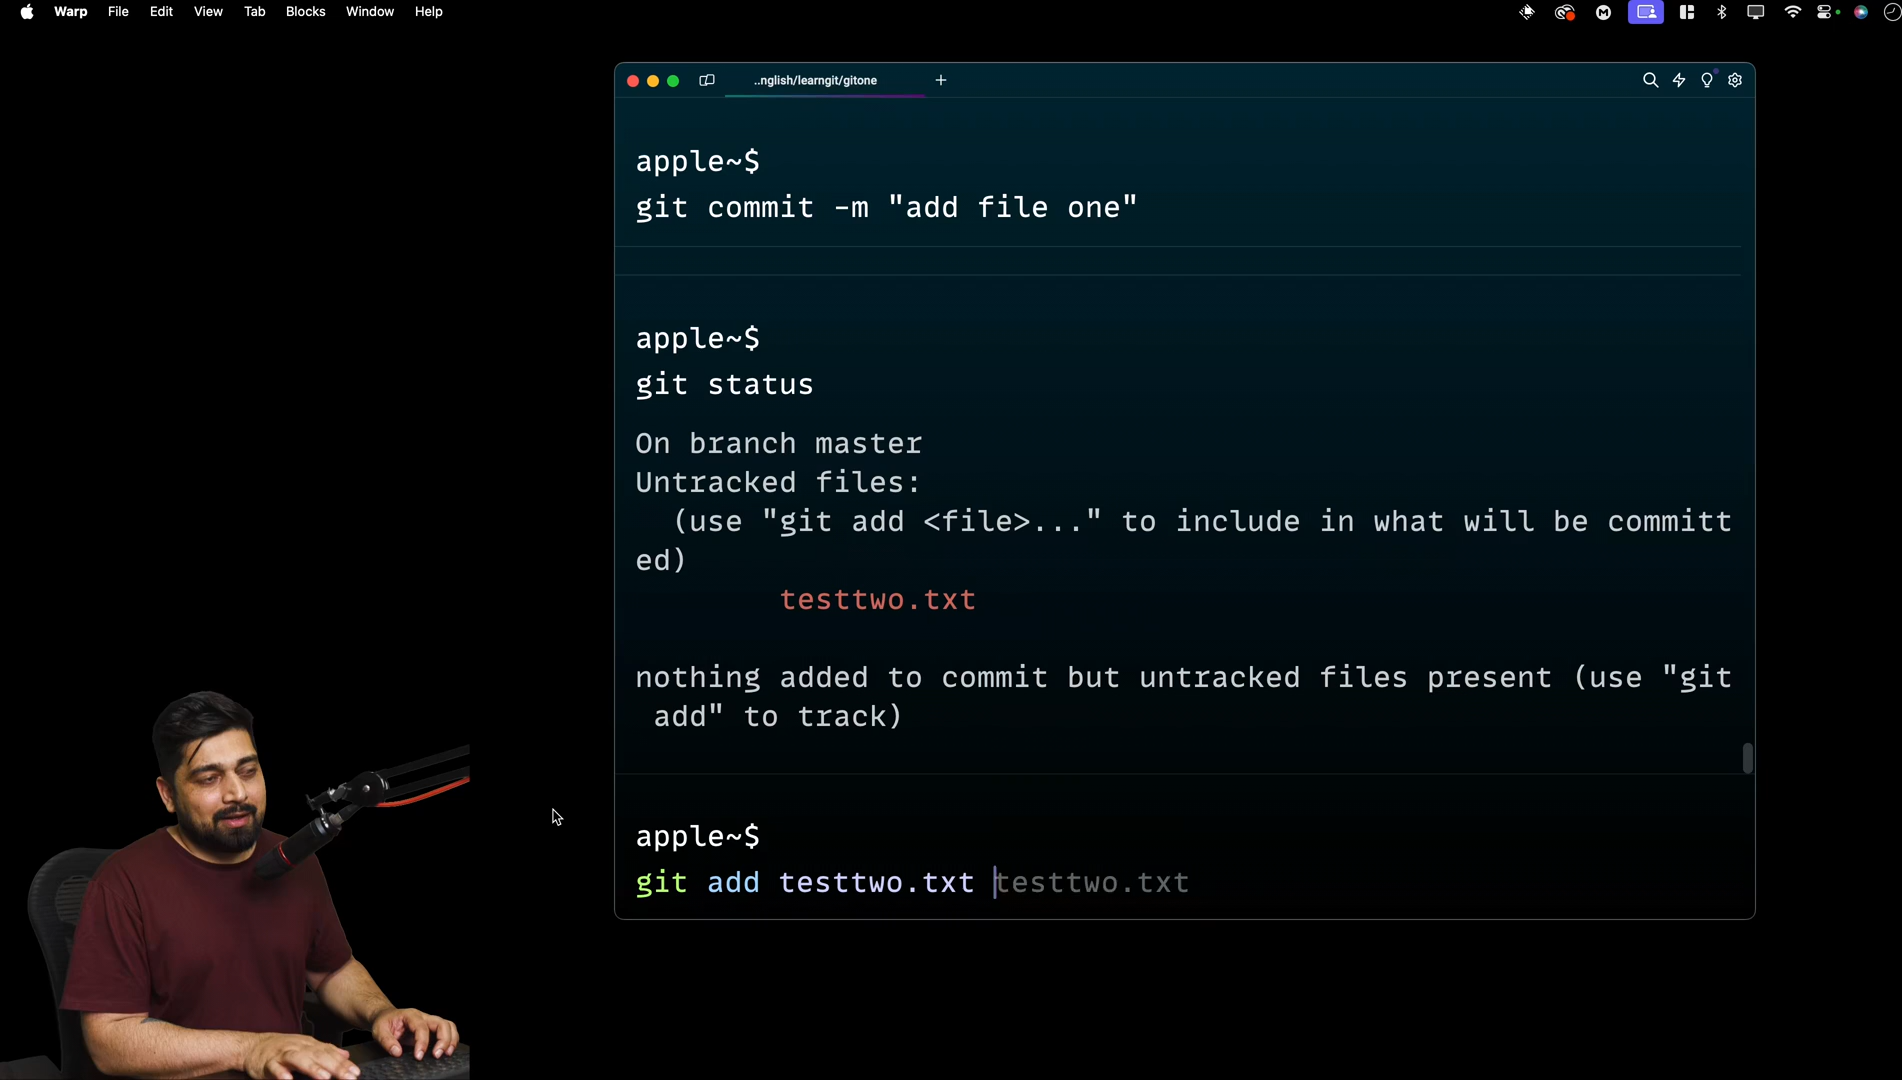 Warp File Edit View Tab Blocks Window Help
..nglish/learngit/gitone
apple~$
git commit -m "add file one"
apple~$
git status
On branch master
Untracked files:
  (use "git add <file>..." to include in what will be committ
ed)
        testtwo.txt
nothing added to commit but untracked files present (use "git
 add" to track)
apple~$
git add testtwo.txt testtwo.txt